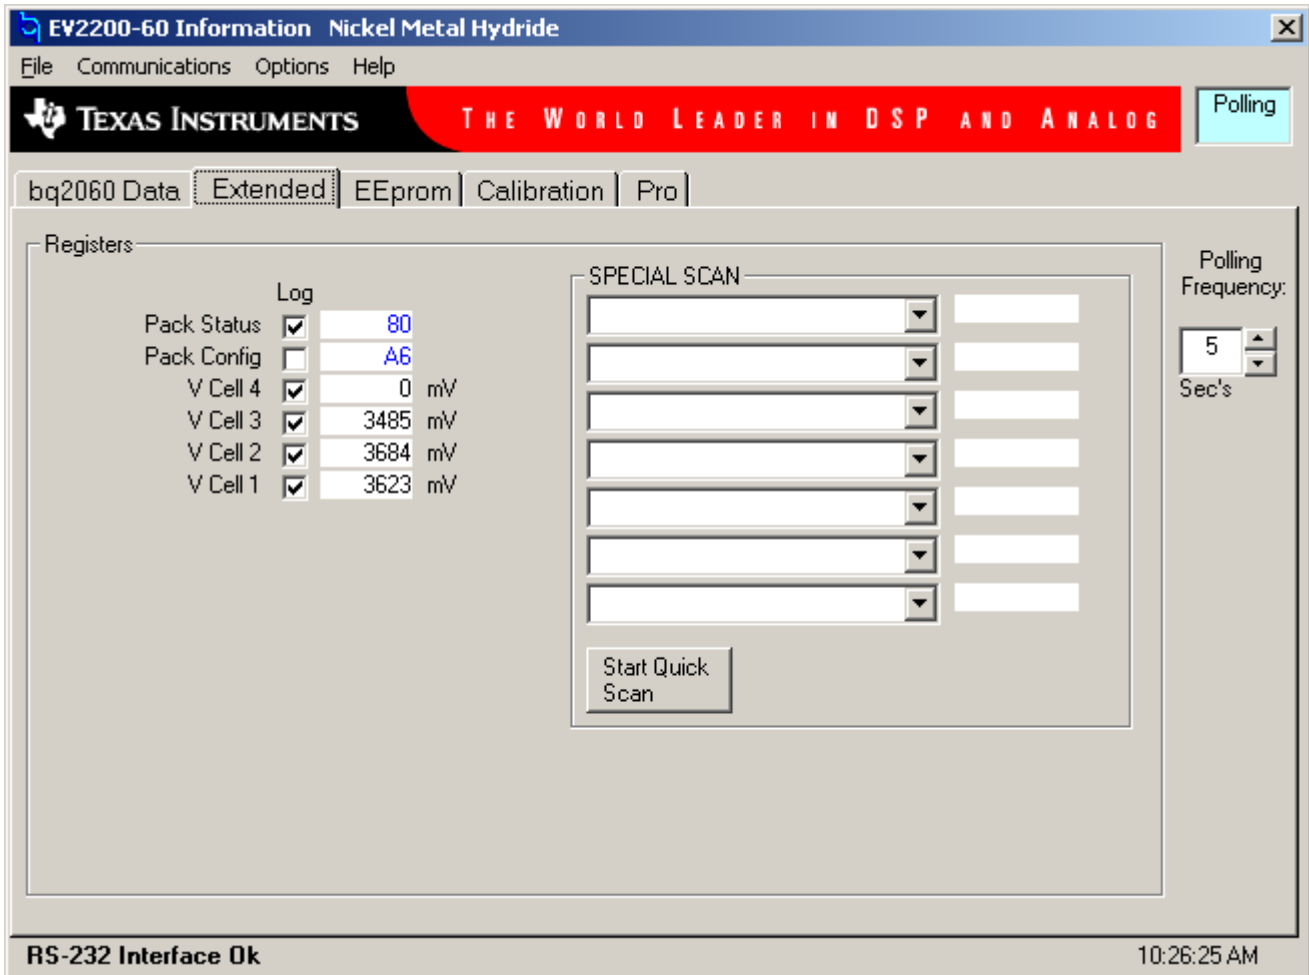 EV2200-60 Information   Nickel Metal Hydride
File   Communications   Options   Help
TEXAS INSTRUMENTS   THE WORLD LEADER IN DSP AND ANALOG   Polling
bq2060 Data   Extended   EEprom   Calibration   Pro
Registers
Log
Pack Status   80
Pack Config   A6
V Cell 4   0   mV
V Cell 3   3485   mV
V Cell 2   3684   mV
V Cell 1   3623   mV
SPECIAL SCAN
Start Quick
Scan
Polling
Frequency:
5
Sec's
RS-232 Interface Ok   10:26:25 AM